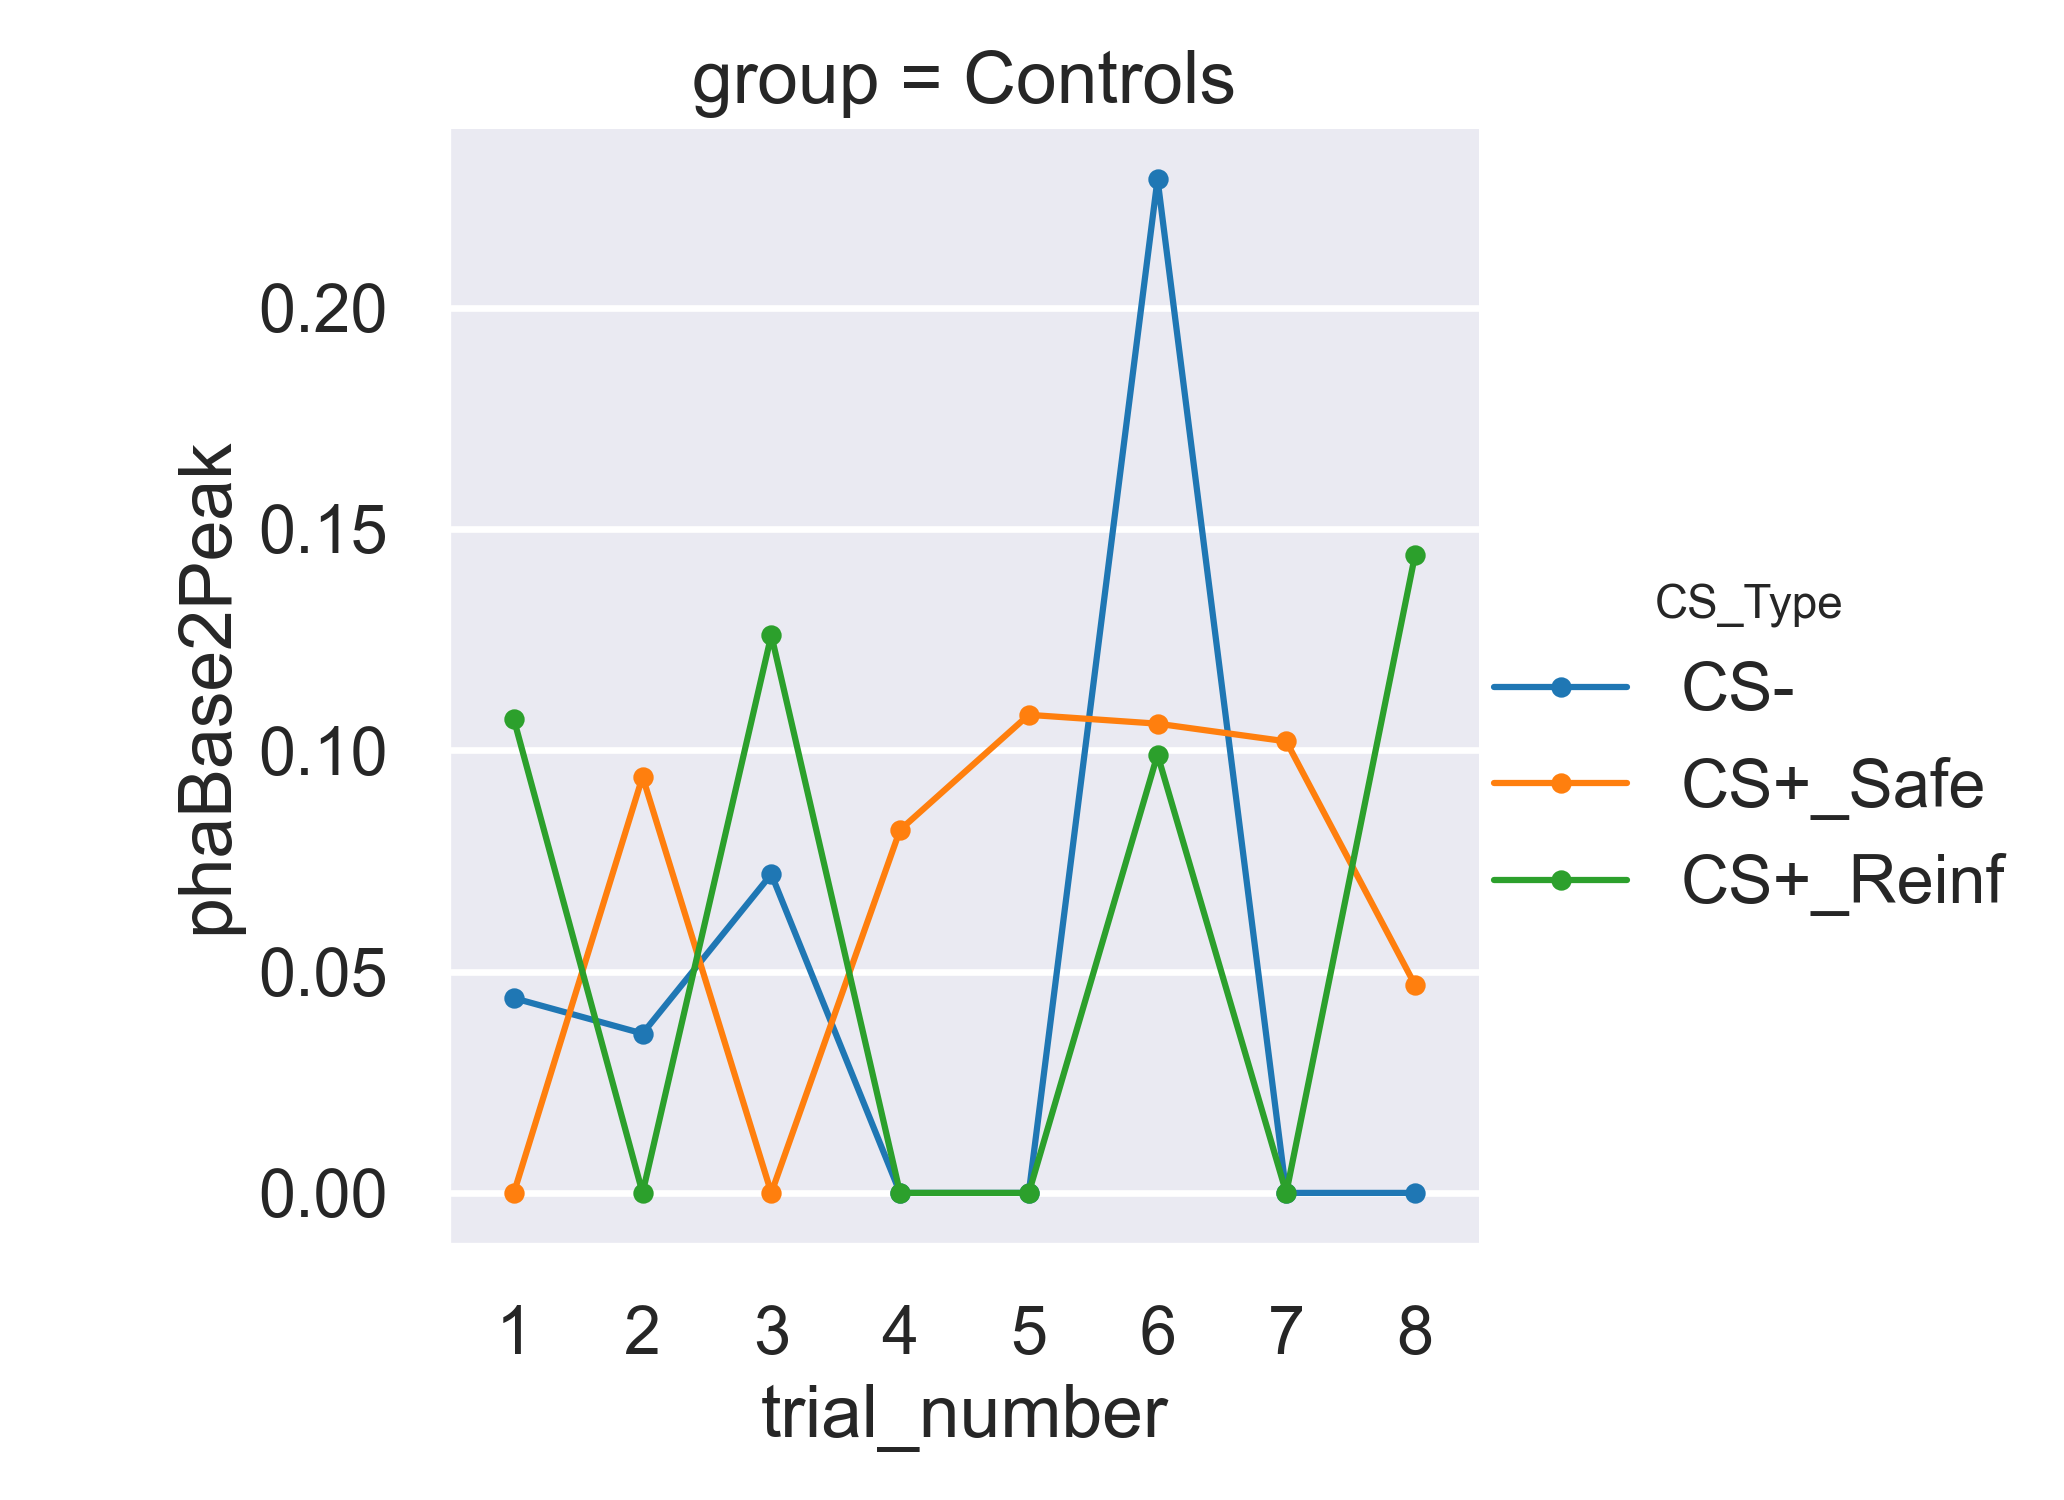 group = Controls
phaBase2Peak
0.20
0.15
0.10
0.05
0.00
1 2 3 4 5 6 7 8
trial_number
CS_Type
CS-
CS+_Safe
CS+_Reinf